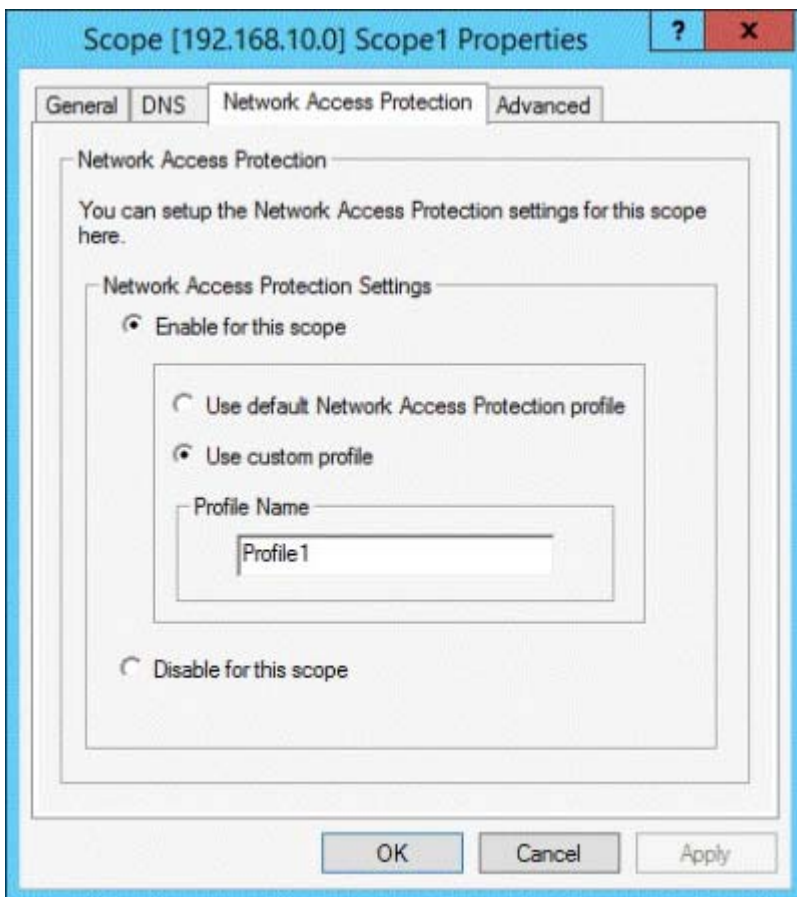 Scope [192.168.10.0] Scope1 Properties
?
x
General
DNS
Network Access Protection
Advanced
Network Access Protection
You can setup the Network Access Protection settings for this scope
here.
Network Access Protection Settings
Enable for this scope
Use default Network Access Protection profile
Use custom profile
Profile Name
Profile1
Disable for this scope
OK
Cancel
Apply